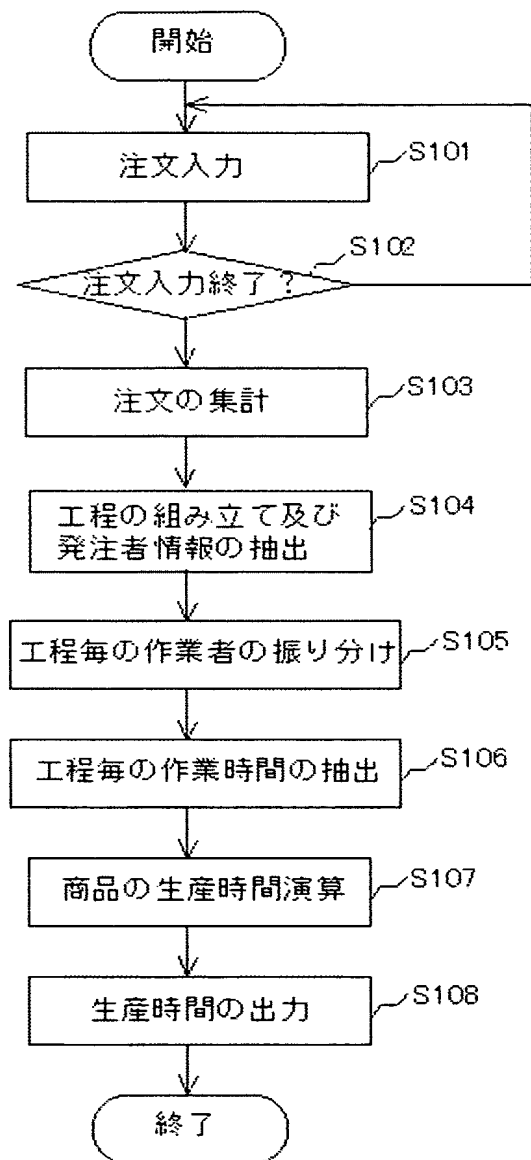 開始
注文入力
S101
注文入力終了?
S102
注文の集計
S103
工程の組み立て及び
発注者情報の抽出
S104
工程毎の作業者の振り分け
S105
工程毎の作業時間の抽出
S106
商品の生産時間演算
S107
生産時間の出力
S108
終了